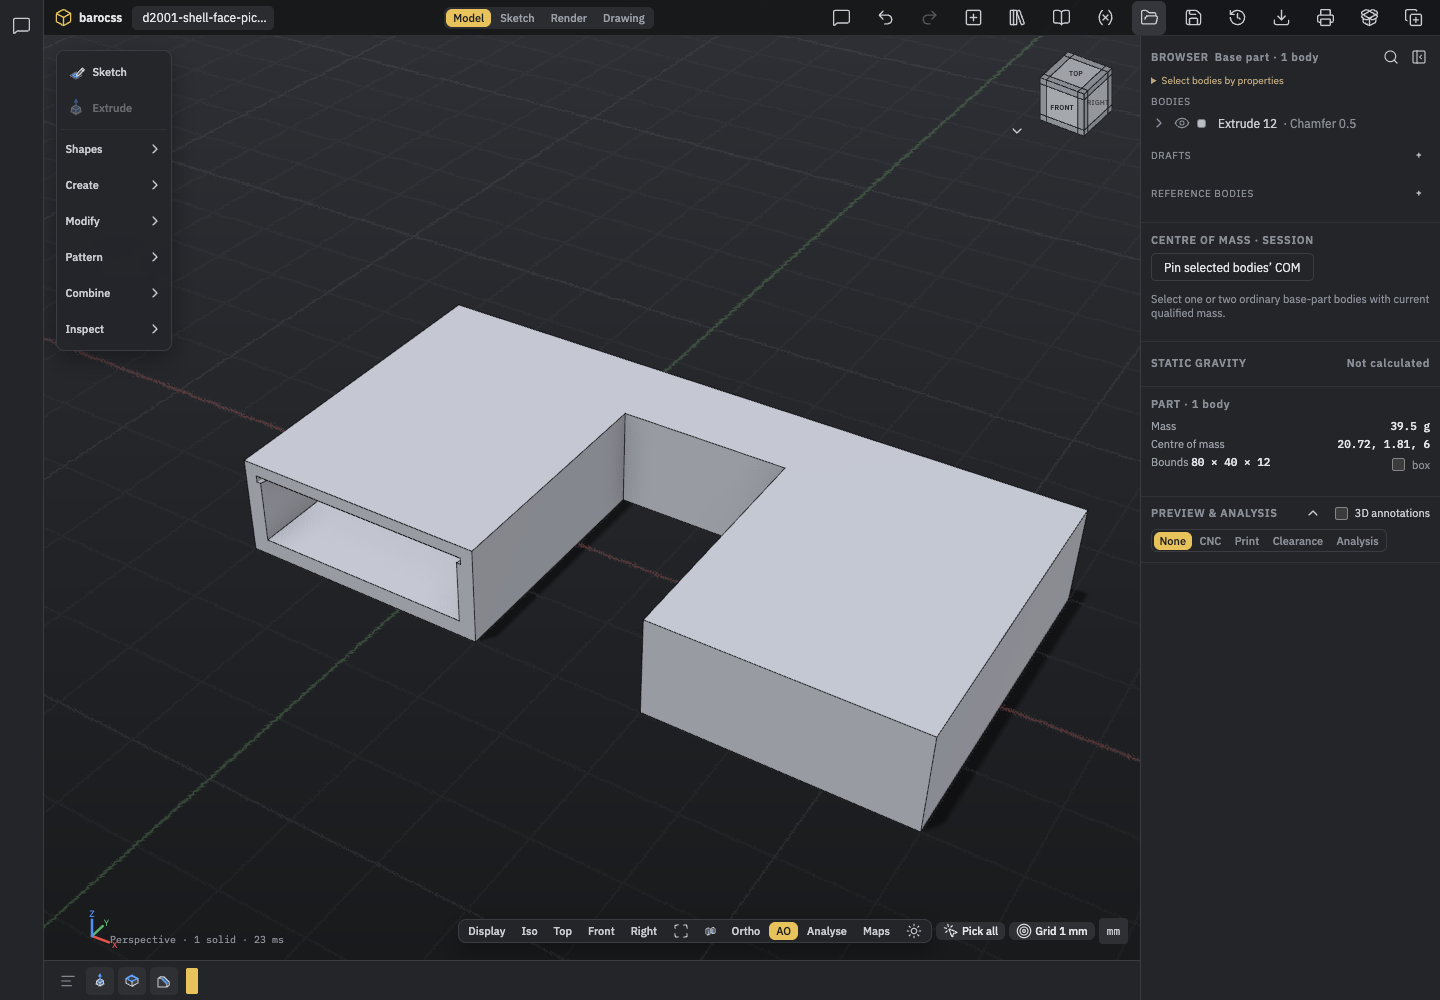 barocss
d2001-shell-face-pic...
Model
Sketch
Render
Drawing
Sketch
Extrude
Shapes
Create
Modify
Pattern
Combine
Inspect
TOP
FRONT
RIGHT
BROWSER Base part · 1 body
Select bodies by properties
BODIES
Extrude 12 · Chamfer 0.5
DRAFTS
REFERENCE BODIES
CENTRE OF MASS · SESSION
Pin selected bodies’ COM
Select one or two ordinary base-part bodies with current
qualified mass.
STATIC GRAVITY Not calculated
PART · 1 body
Mass 39.5 g
Centre of mass 20.72, 1.81, 6
Bounds 80 × 40 × 12 box
PREVIEW & ANALYSIS 3D annotations
None CNC Print Clearance Analysis
Z
Y
X
Perspective · 1 solid · 23 ms
Display Iso Top Front Right Ortho AO Analyse Maps Pick all Grid 1 mm mm